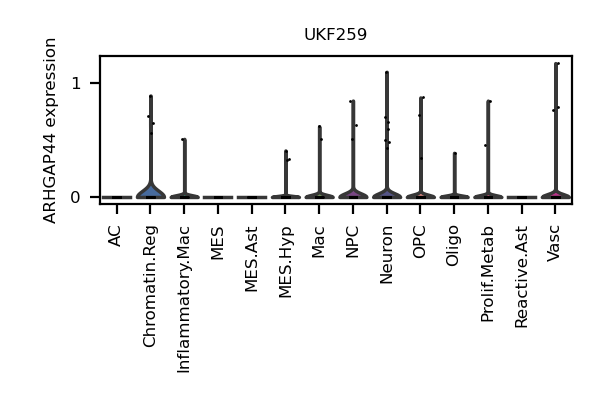 UKF259
ARHGAP44 expression
1
0
AC
Chromatin.Reg
Inflammatory.Mac
MES
MES.Ast
MES.Hyp
Mac
NPC
Neuron
OPC
Oligo
Prolif.Metab
Reactive.Ast
Vasc